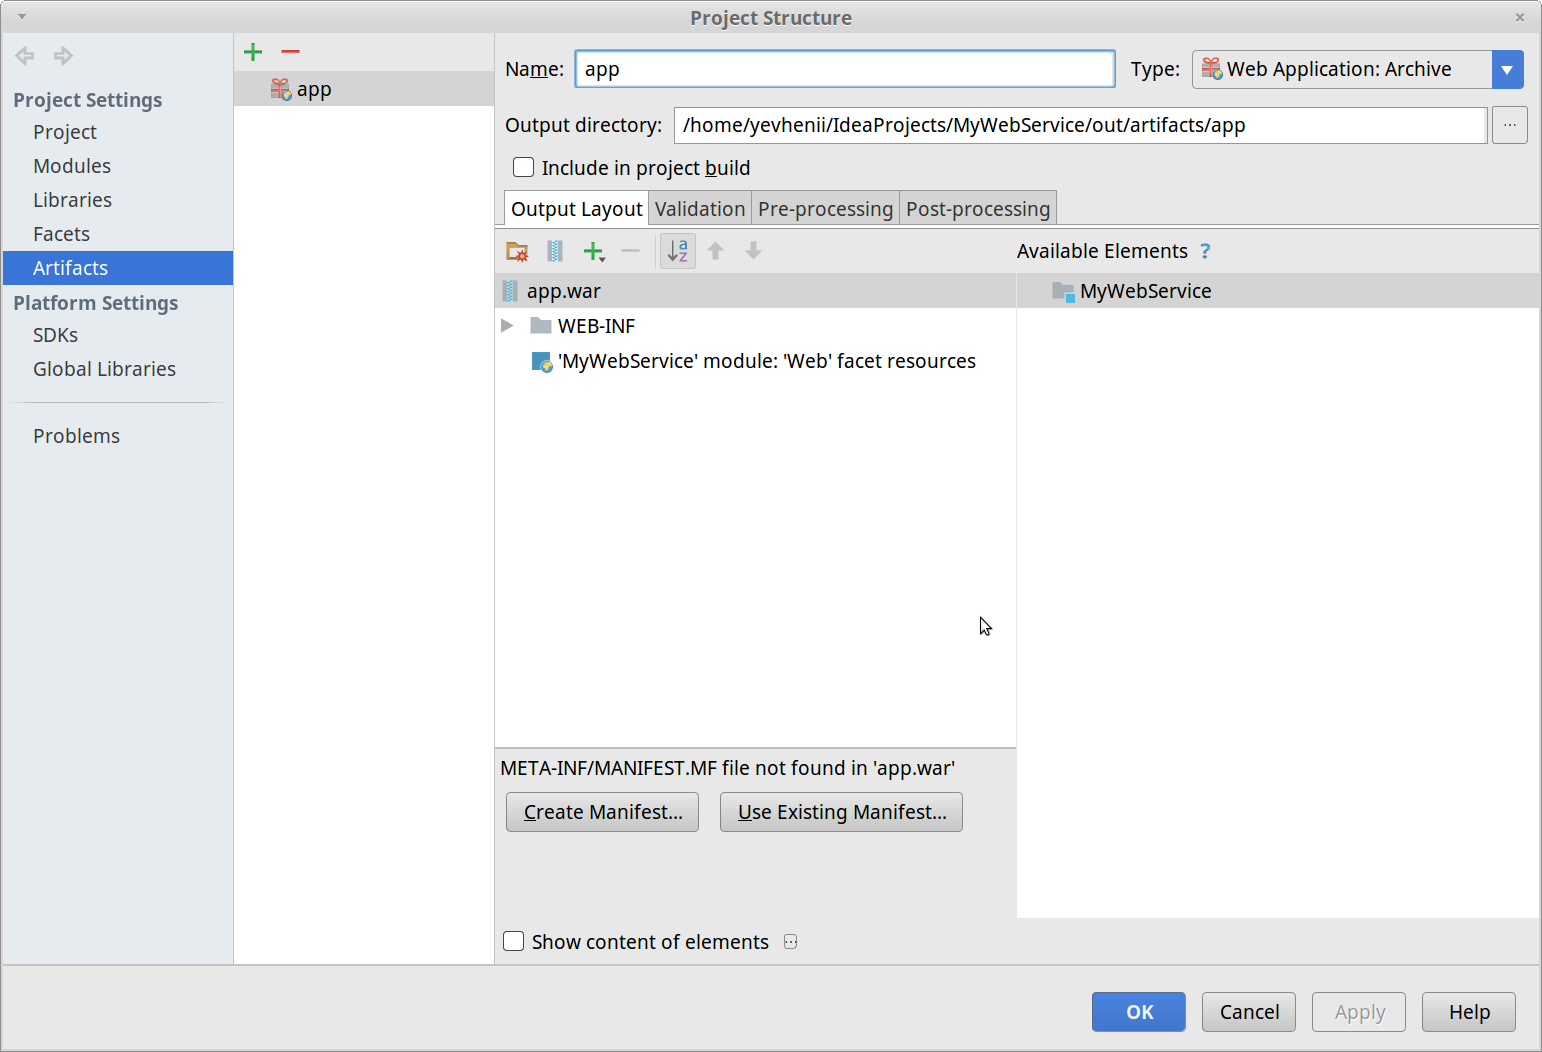 Project Structure
Project Settings
Project
Modules
Libraries
Facets
Artifacts
Platform Settings
SDKs
Global Libraries
Problems
app
Name: app Type: Web Application: Archive
Output directory: /home/yevhenii/IdeaProjects/MyWebService/out/artifacts/app ...
Include in project build
Output Layout Validation Pre-processing Post-processing
a z Available Elements ?
app.war
WEB-INF
'MyWebService' module: 'Web' facet resources
MyWebService
META-INF/MANIFEST.MF file not found in 'app.war'
Create Manifest... Use Existing Manifest...
Show content of elements ...
OK Cancel Apply Help